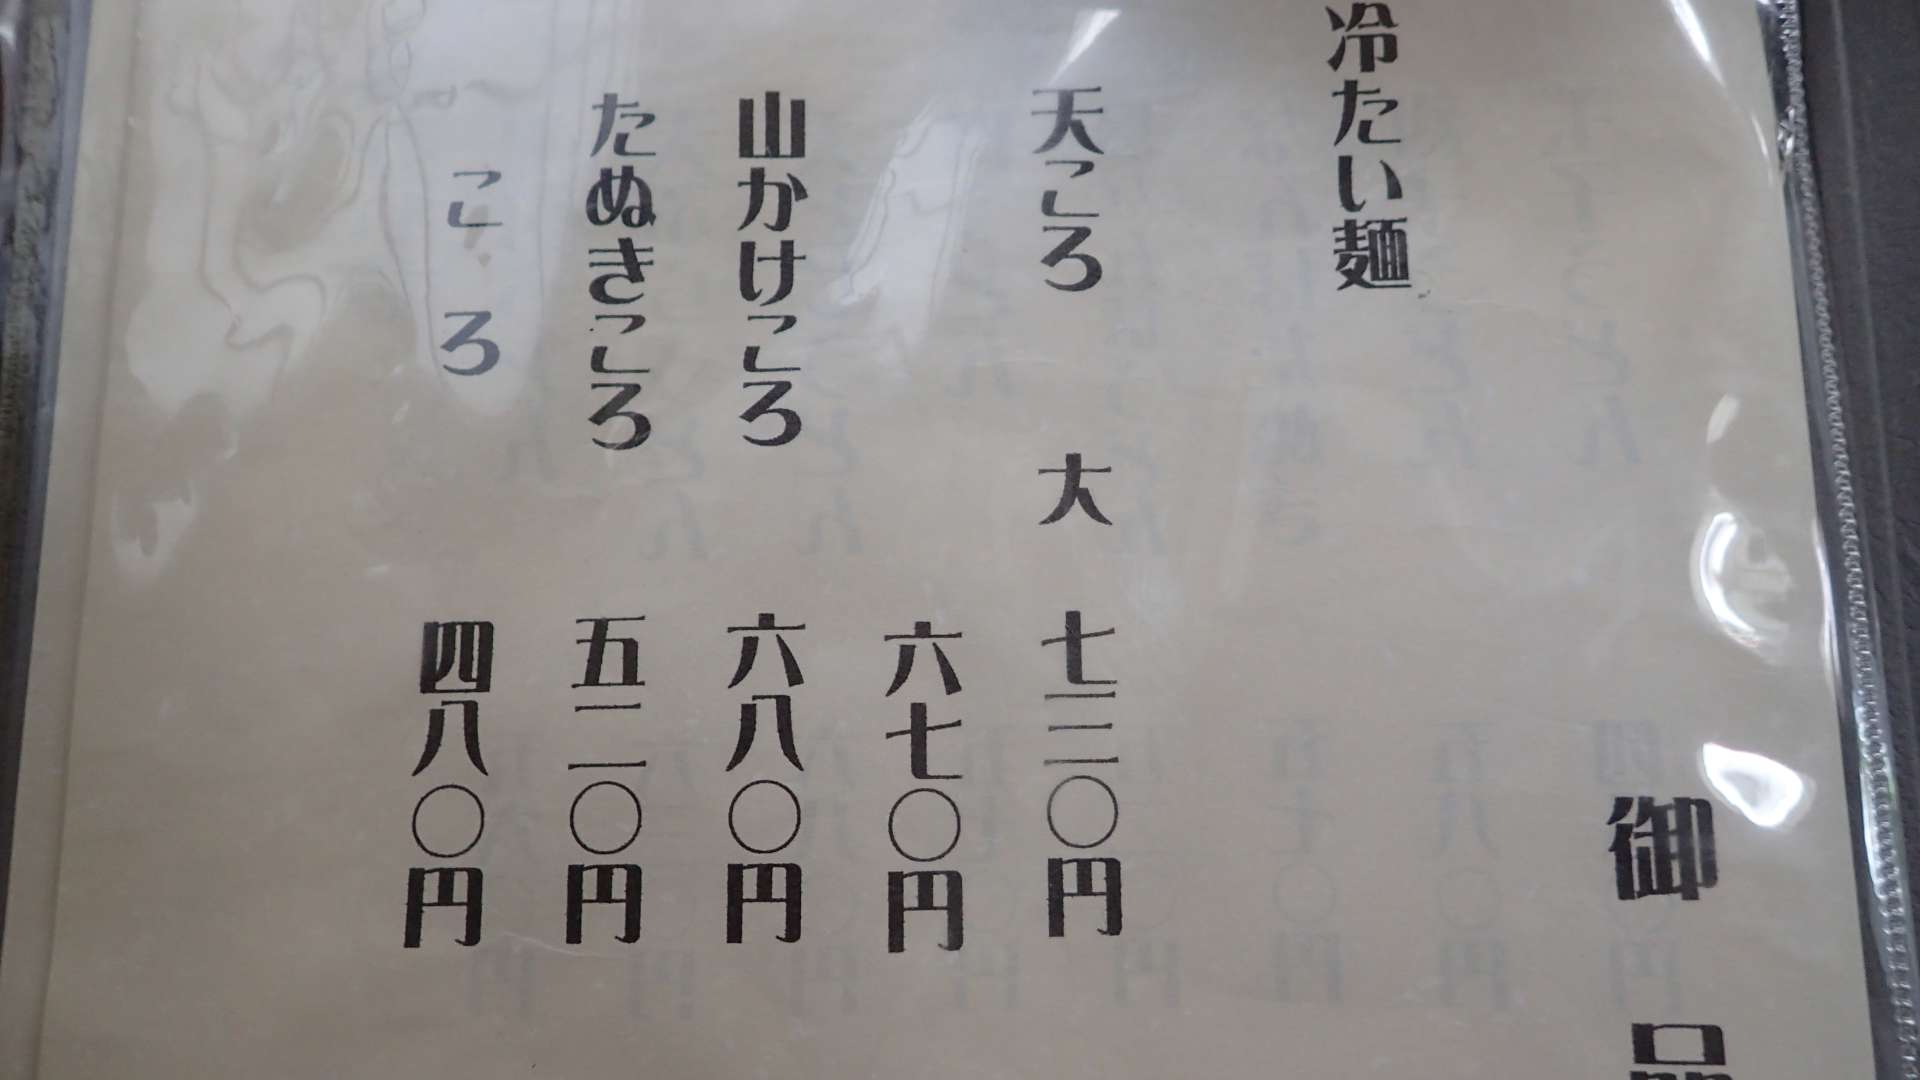 御品
冷たい麺
天ころ 大 七三〇円
六七〇円
山かけころ 六八〇円
たぬきころ 五二〇円
ころ 四八〇円